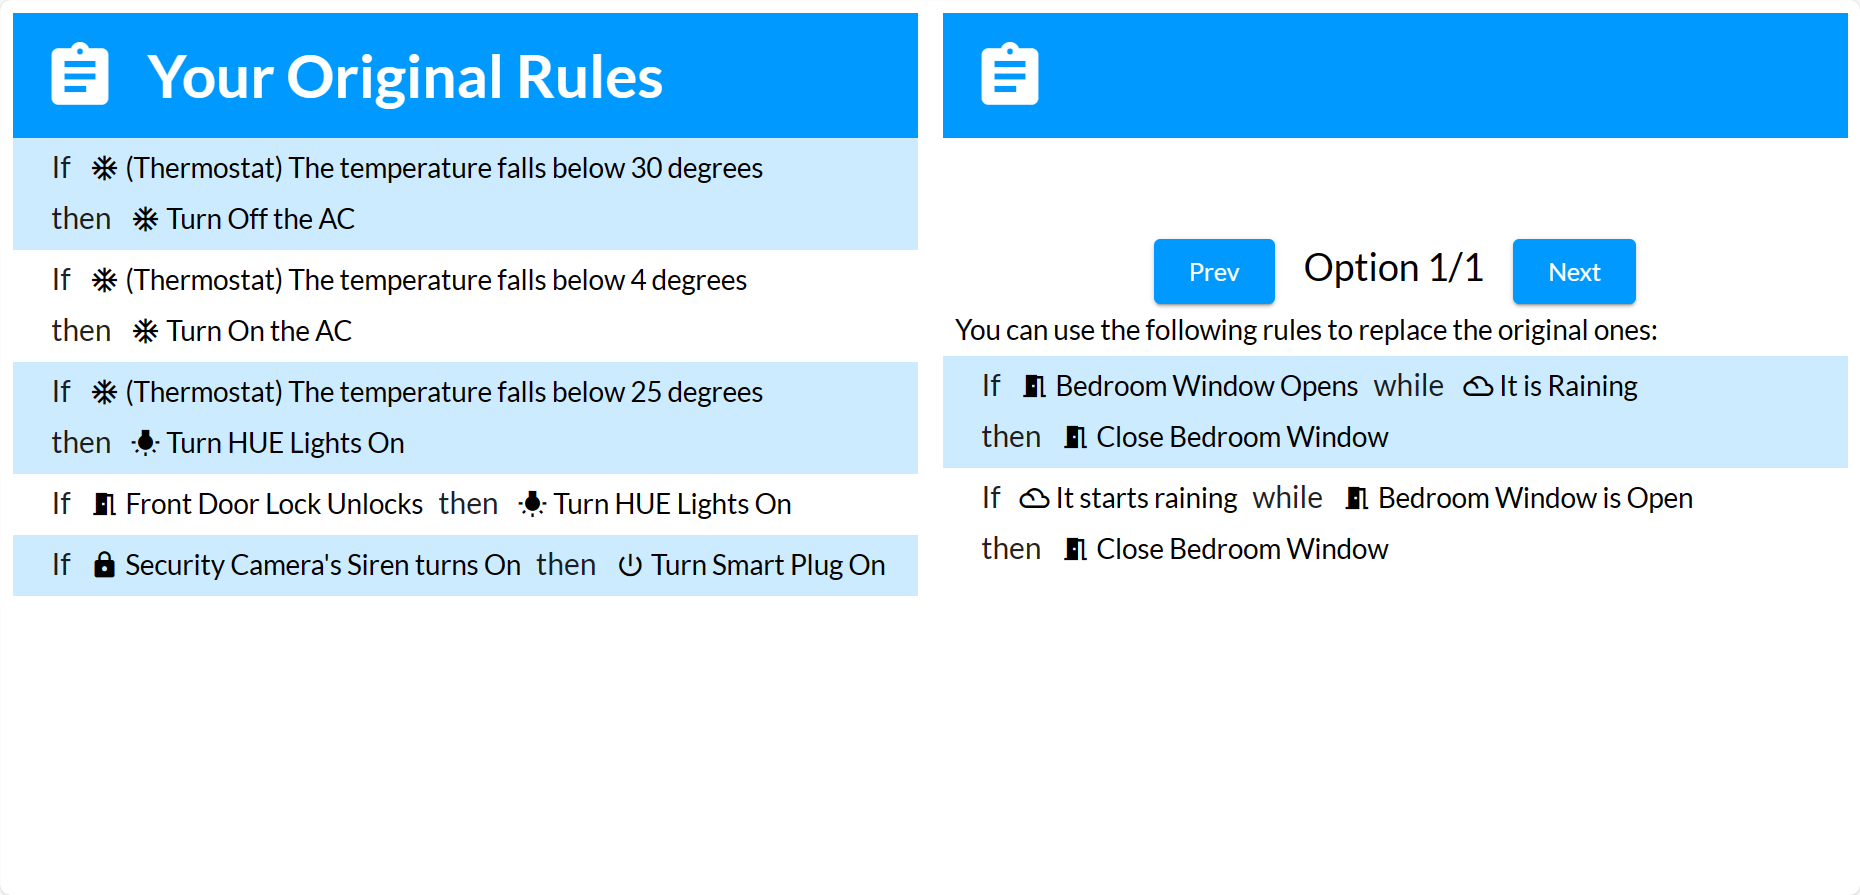 Your Original Rules
If (Thermostat) The temperature falls below 30 degrees
then Turn Off the AC
If (Thermostat) The temperature falls below 4 degrees
then Turn On the AC
If (Thermostat) The temperature falls below 25 degrees
then Turn HUE Lights On
If Front Door Lock Unlocks then Turn HUE Lights On
If Security Camera's Siren turns On then Turn Smart Plug On
Prev Option 1/1 Next
You can use the following rules to replace the original ones:
If Bedroom Window Opens while It is Raining
then Close Bedroom Window
If It starts raining while Bedroom Window is Open
then Close Bedroom Window